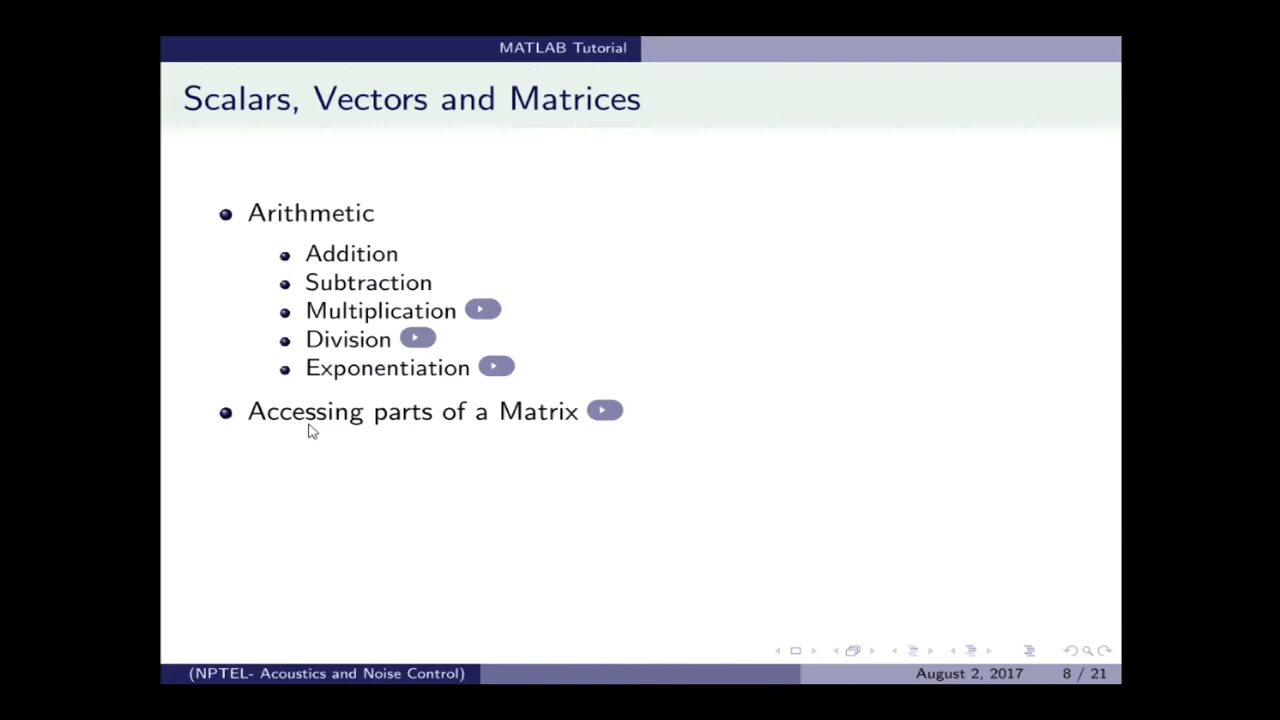 MATLAB Tutorial
Scalars, Vectors and Matrices
Arithmetic
Addition
Subtraction
Multiplication
Division
Exponentiation
Accessing parts of a Matrix
(NPTEL- Acoustics and Noise Control) August 2, 2017 8 / 21